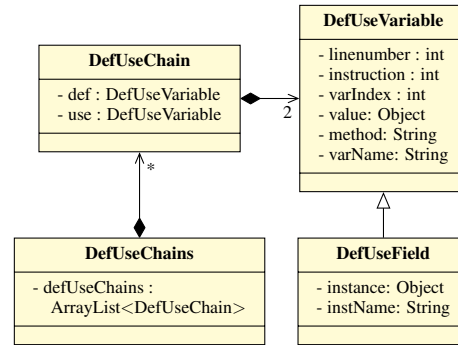 DefUseVariable
- linenumber : int
- instruction : int
- varIndex : int
- value: Object
- method: String
- varName: String
DefUseChain
- def : DefUseVariable
- use : DefUseVariable
2
*
DefUseChains
- defUseChains :
ArrayList<DefUseChain>
DefUseField
- instance: Object
- instName: String